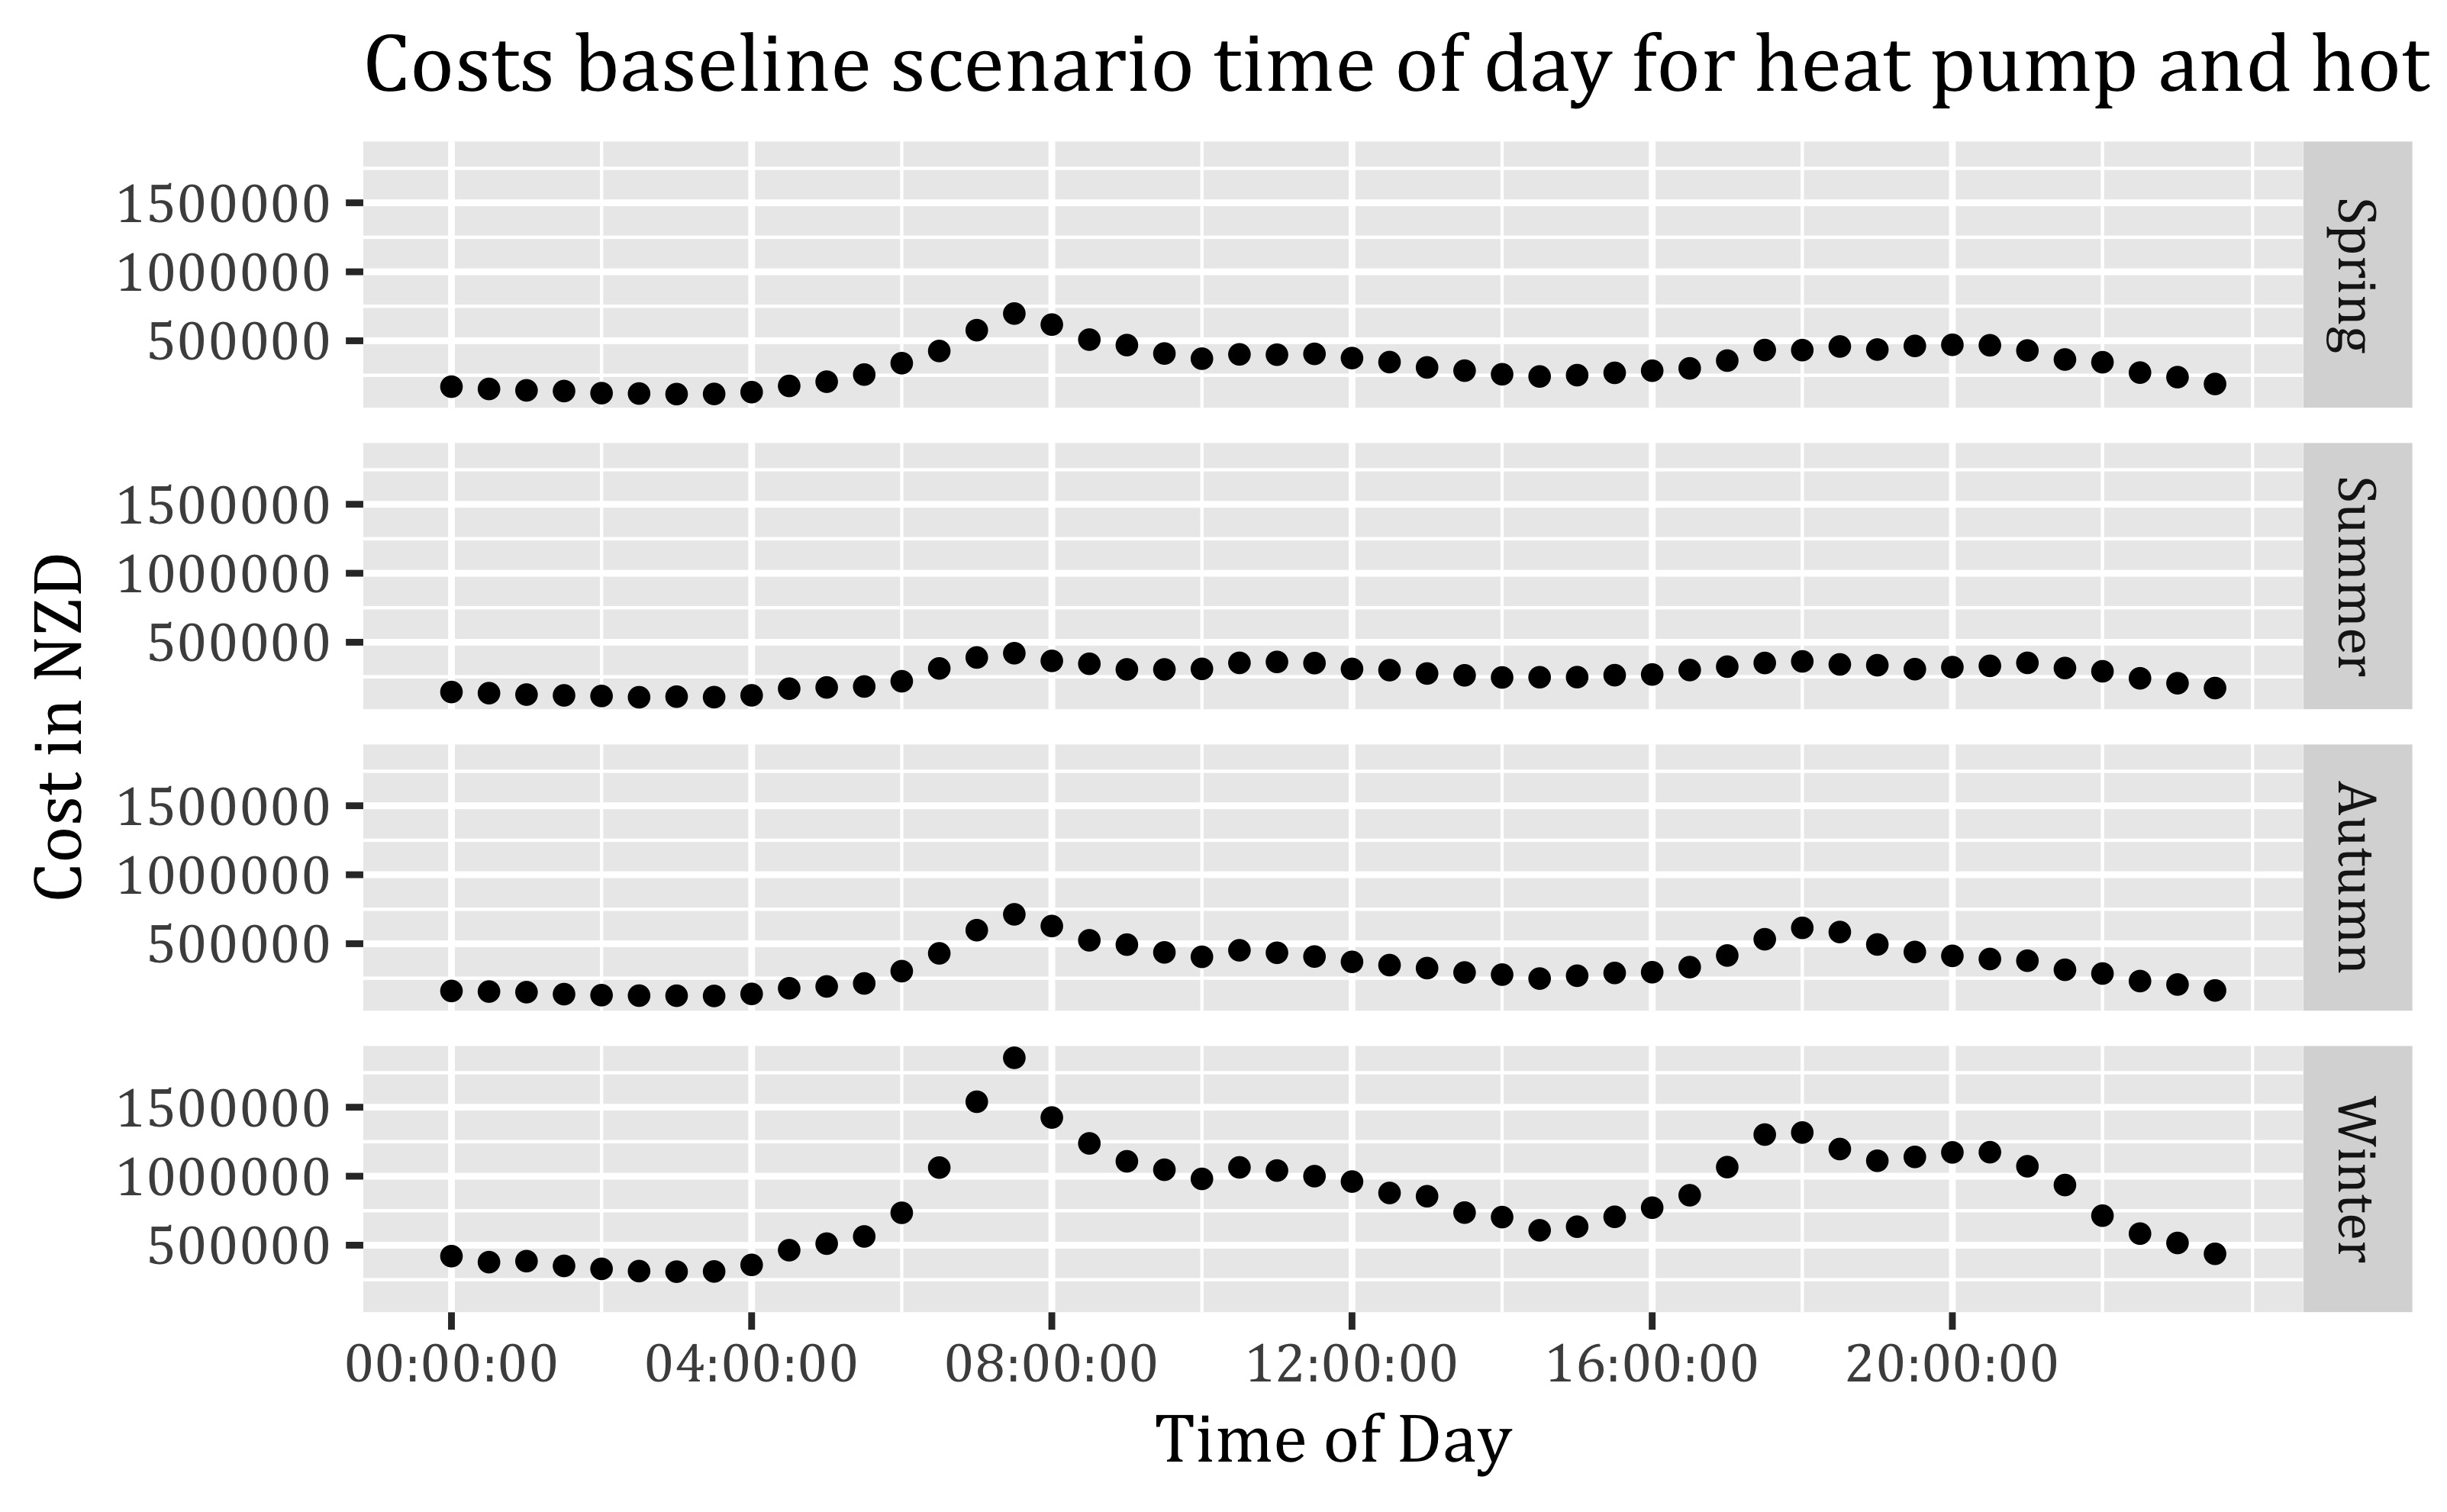 Costs baseline scenario time of day for heat pump and hot
1500000
1000000
500000
Spring
1500000
1000000
500000
Summer
1500000
1000000
500000
Autumn
1500000
1000000
500000
Winter
Cost in NZD
00:00:00 04:00:00 08:00:00 12:00:00 16:00:00 20:00:00
Time of Day